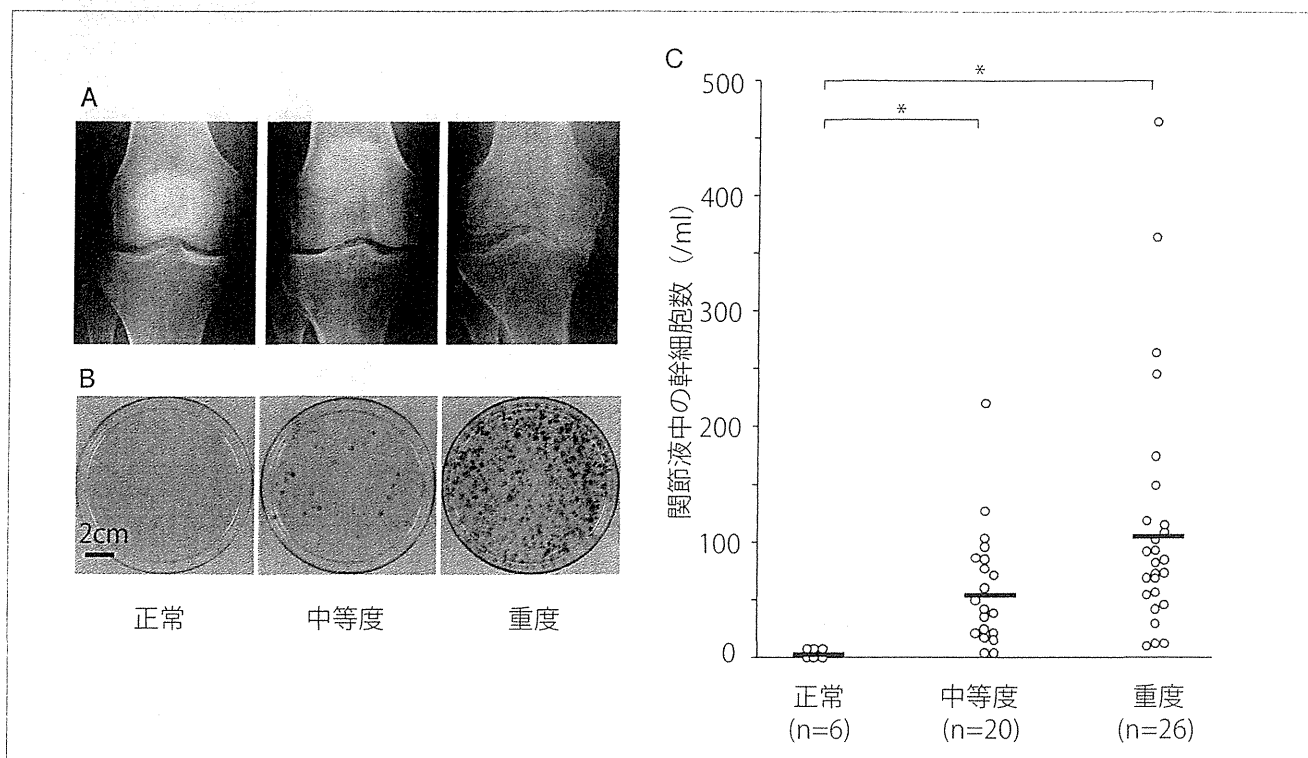 A
B
2cm
正常 中等度 重度
C
関節液中の幹細胞数 (/ml)
500
400
300
200
100
0
*
*
正常 中等度 重度
(n=6) (n=20) (n=26)